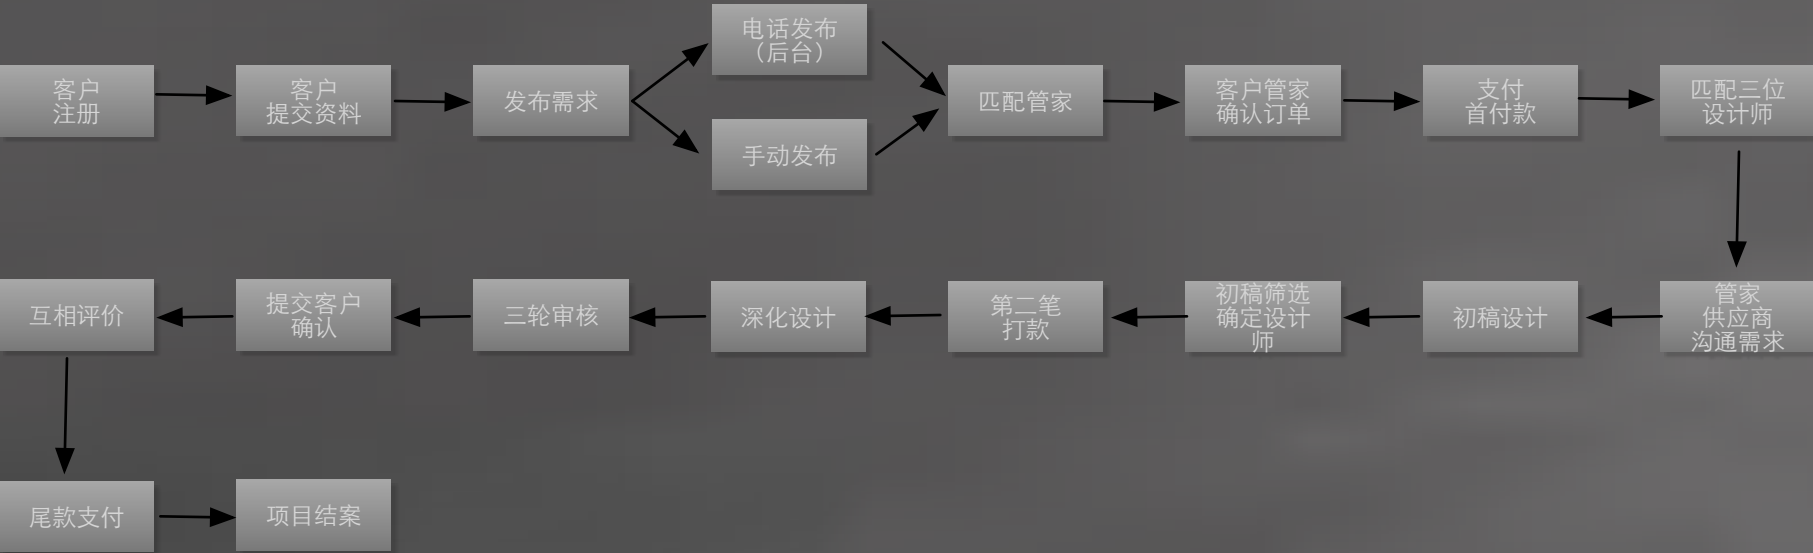 客户
注册
客户
提交资料
发布需求
电话发布
（后台）
手动发布
匹配管家
客户管家
确认订单
支付
首付款
匹配三位
设计师
管家
供应商
沟通需求
初稿设计
初稿筛选
确定设计
师
第二笔
打款
深化设计
三轮审核
提交客户
确认
互相评价
尾款支付
项目结案